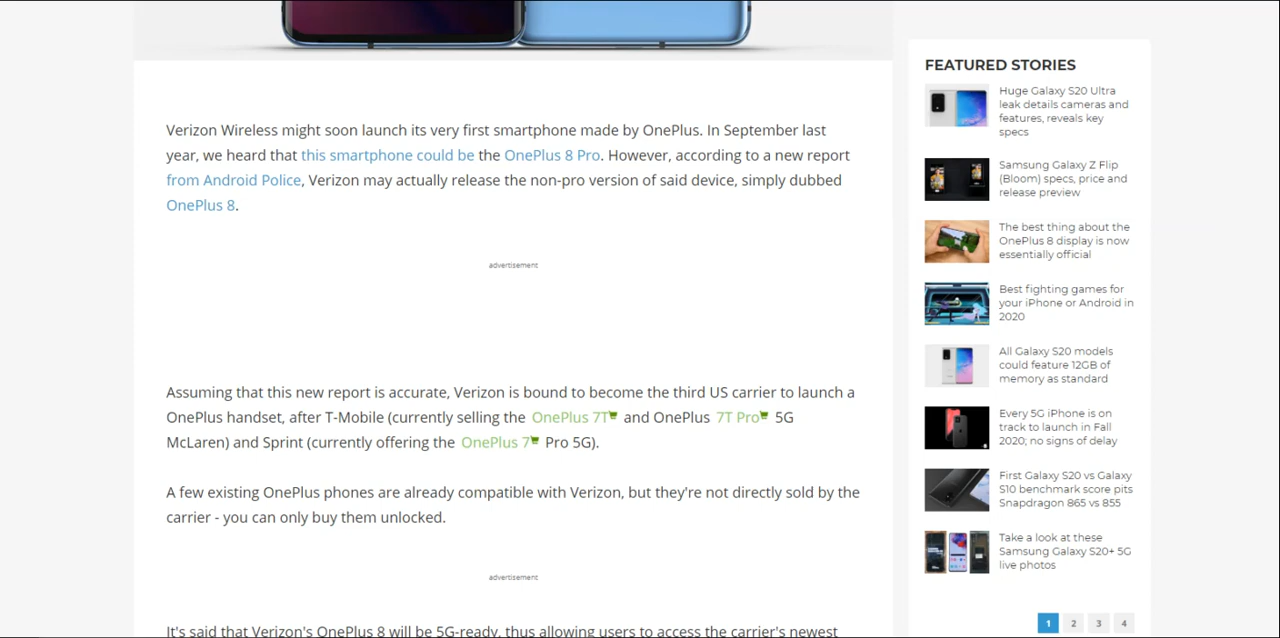 Verizon Wireless might soon launch its very first smartphone made by OnePlus. In September last
year, we heard that this smartphone could be the OnePlus 8 Pro. However, according to a new report
from Android Police, Verizon may actually release the non-pro version of said device, simply dubbed
OnePlus 8.
advertisement
Assuming that this new report is accurate, Verizon is bound to become the third US carrier to launch a
OnePlus handset, after T-Mobile (currently selling the OnePlus 7T and OnePlus 7T Pro 5G
McLaren) and Sprint (currently offering the OnePlus 7 Pro 5G).
A few existing OnePlus phones are already compatible with Verizon, but they're not directly sold by the
carrier - you can only buy them unlocked.
advertisement
It's said that Verizon's OnePlus 8 will be 5G-ready, thus allowing users to access the carrier's newest
FEATURED STORIES
Huge Galaxy S20 Ultra
leak details cameras and
features, reveals key
specs
Samsung Galaxy Z Flip
(Bloom) specs, price and
release preview
The best thing about the
OnePlus 8 display is now
essentially official
Best fighting games for
your iPhone or Android in
2020
All Galaxy S20 models
could feature 12GB of
memory as standard
Every 5G iPhone is on
track to launch in Fall
2020; no signs of delay
First Galaxy S20 vs Galaxy
S10 benchmark score pits
Snapdragon 865 vs 855
Take a look at these
Samsung Galaxy S20+ 5G
live photos
1 2 3 4